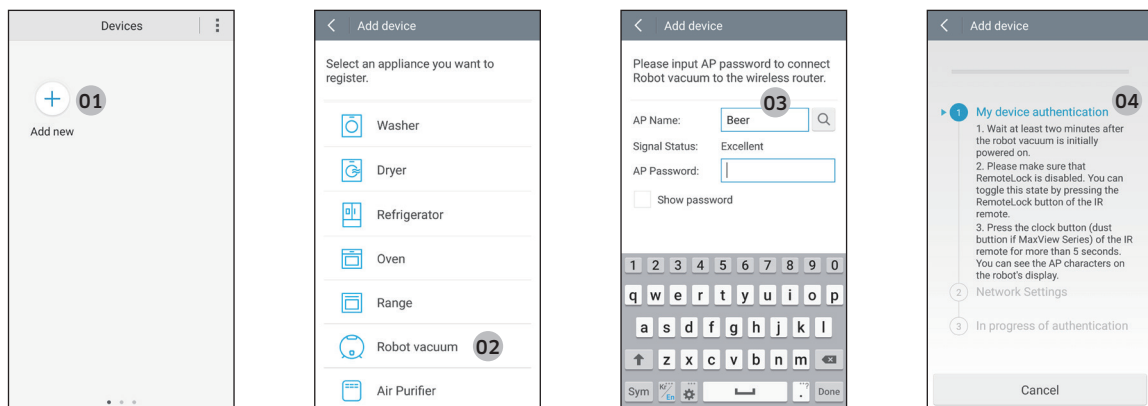 Devices
01
Add new
Add device
Select an appliance you want to
register.
Washer
Dryer
Refrigerator
Oven
Range
Robot vacuum 02
Air Purifier
Add device
Please input AP password to connect
Robot vacuum to the wireless router.
03
AP Name: Beer
Signal Status: Excellent
AP Password:
Show password
1 2 3 4 5 6 7 8 9 0
q w e r t y u i o p
a s d f g h j k l
z x c v b n m
Sym En . Done
Add device
04
1 My device authentication
1. Wait at least two minutes after
the robot vacuum is initially
powered on.
2. Please make sure that
RemoteLock is disabled. You can
toggle this state by pressing the
RemoteLock button of the IR
remote.
3. Press the clock button (dust
buttion if MaxView Series) of the IR
remote for more than 5 seconds.
You can see the AP characters on
the robot's display.
2 Network Settings
3 In progress of authentication
Cancel